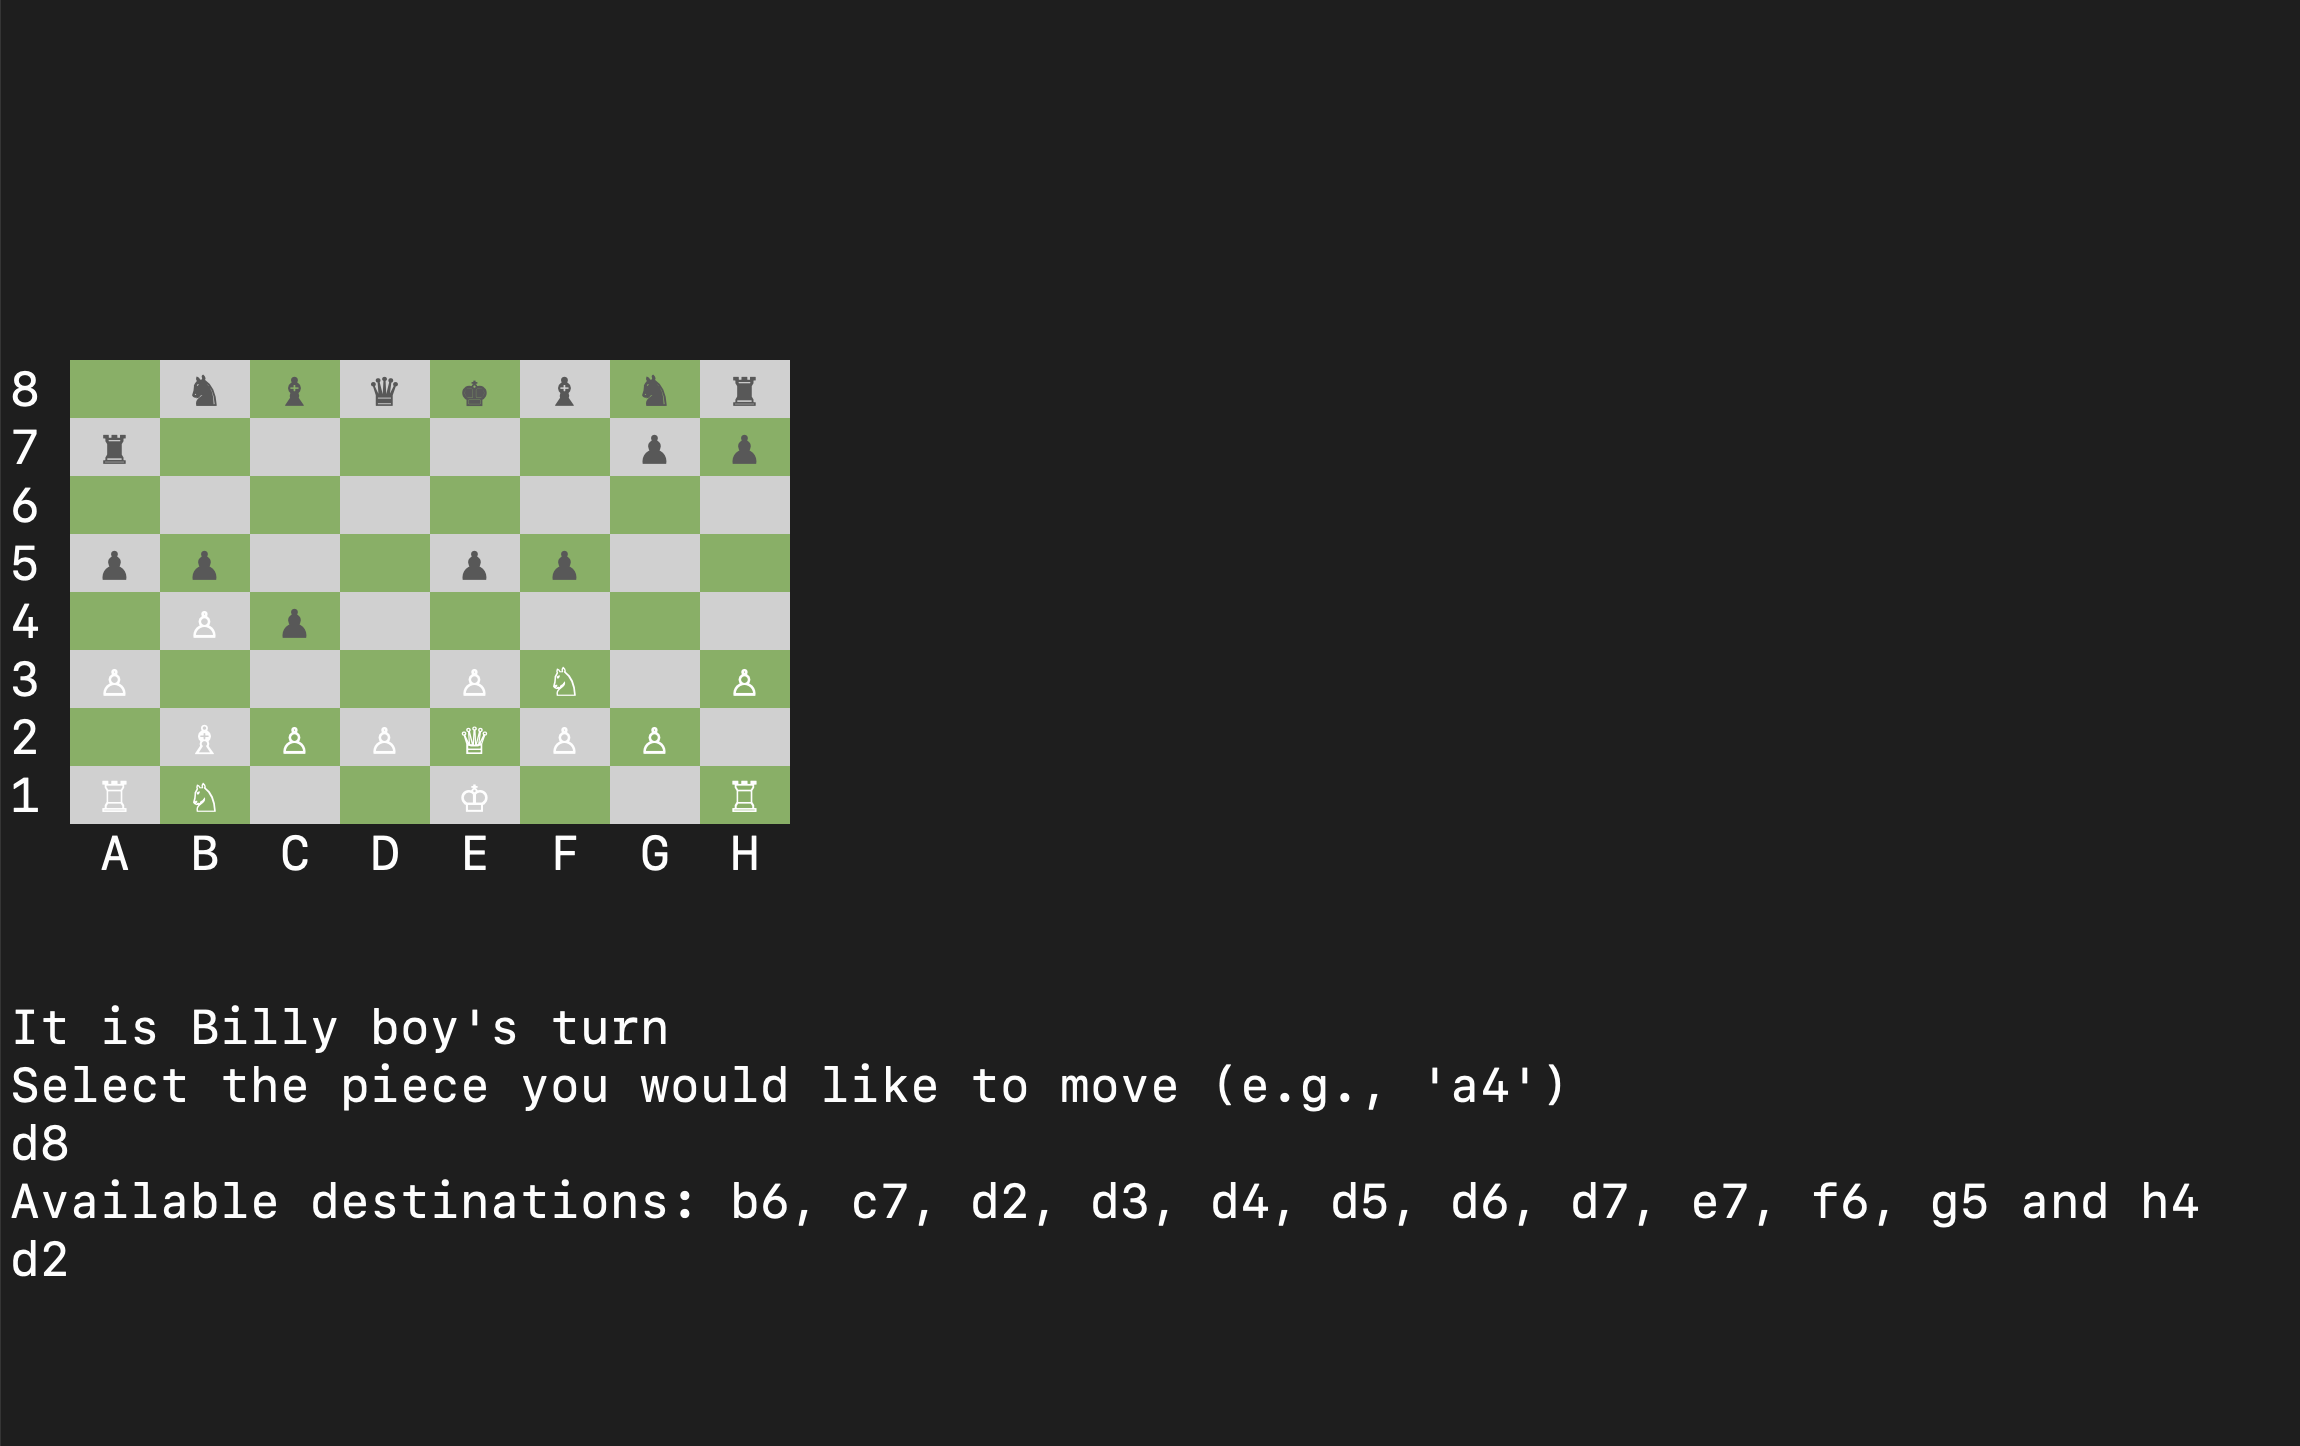 8
7
6
5
4
3
2
1
A B C D E F G H
It is Billy boy's turn
Select the piece you would like to move (e.g., 'a4')
d8
Available destinations: b6, c7, d2, d3, d4, d5, d6, d7, e7, f6, g5 and h4
d2